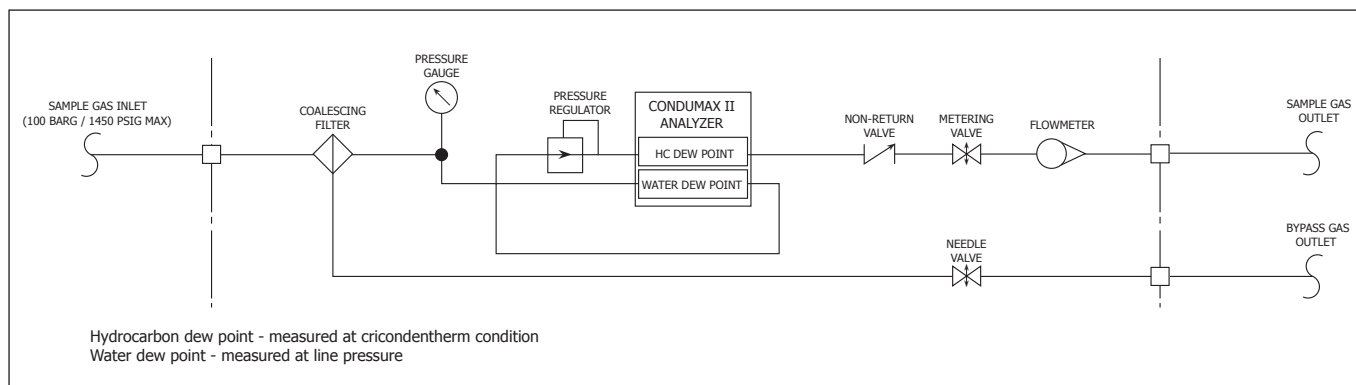 PRESSURE
GAUGE
SAMPLE GAS INLET
(100 BARG / 1450 PSIG MAX)
COALESCING
FILTER
PRESSURE
REGULATOR
CONDUMAX II
ANALYZER
HC DEW POINT
WATER DEW POINT
NON-RETURN
VALVE
METERING
VALVE
FLOWMETER
SAMPLE GAS
OUTLET
NEEDLE
VALVE
BYPASS GAS
OUTLET
Hydrocarbon dew point - measured at cricondentherm condition
Water dew point - measured at line pressure